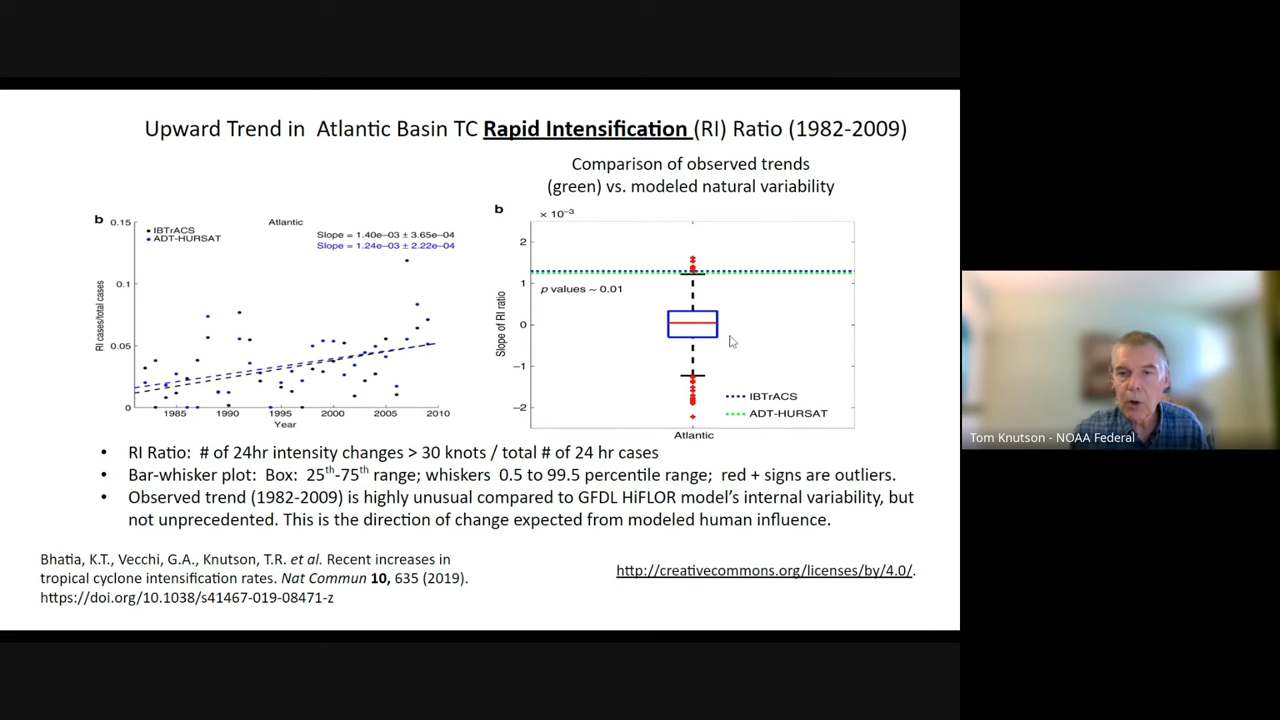 Upward Trend in Atlantic Basin TC Rapid Intensification (RI) Ratio (1982-2009)
Comparison of observed trends
(green) vs. modeled natural variability
b
Atlantic
IBTrACS
ADT-HURSAT
Slope = 1.40e−03 ± 3.65e−04
Slope = 1.24e−03 ± 2.22e−04
RI cases/total cases
0.15
0.1
0.05
0
1985
1990
1995
2000
2005
2010
Year
b
× 10⁻³
Slope of RI ratio
2
1
0
−1
−2
p values ~ 0.01
IBTrACS
ADT-HURSAT
Atlantic
• RI Ratio: # of 24hr intensity changes > 30 knots / total # of 24 hr cases
• Bar-whisker plot: Box: 25th-75th range; whiskers 0.5 to 99.5 percentile range; red + signs are outliers.
• Observed trend (1982-2009) is highly unusual compared to GFDL HiFLOR model's internal variability, but
not unprecedented. This is the direction of change expected from modeled human influence.
Bhatia, K.T., Vecchi, G.A., Knutson, T.R. et al. Recent increases in
tropical cyclone intensification rates. Nat Commun 10, 635 (2019).
https://doi.org/10.1038/s41467-019-08471-z
http://creativecommons.org/licenses/by/4.0/.
Tom Knutson - NOAA Federal